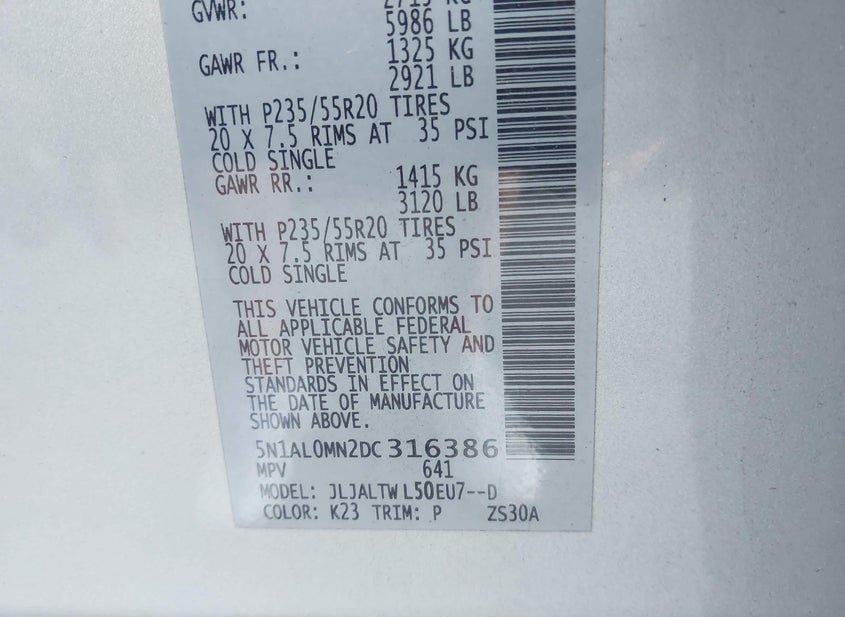 GVWR: 2715 KG
5986 LB
GAWR FR.: 1325 KG
2921 LB
WITH P235/55R20 TIRES
20 X 7.5 RIMS AT 35 PSI
COLD SINGLE
GAWR RR.: 1415 KG
3120 LB
WITH P235/55R20 TIRES
20 X 7.5 RIMS AT 35 PSI
COLD SINGLE
THIS VEHICLE CONFORMS TO
ALL APPLICABLE FEDERAL
MOTOR VEHICLE SAFETY AND
THEFT PREVENTION
STANDARDS IN EFFECT ON
THE DATE OF MANUFACTURE
SHOWN ABOVE.
5N1AL0MN2DC316386
MPV 641
MODEL: JLJALTWL50EU7--D
COLOR: K23 TRIM: P ZS30A